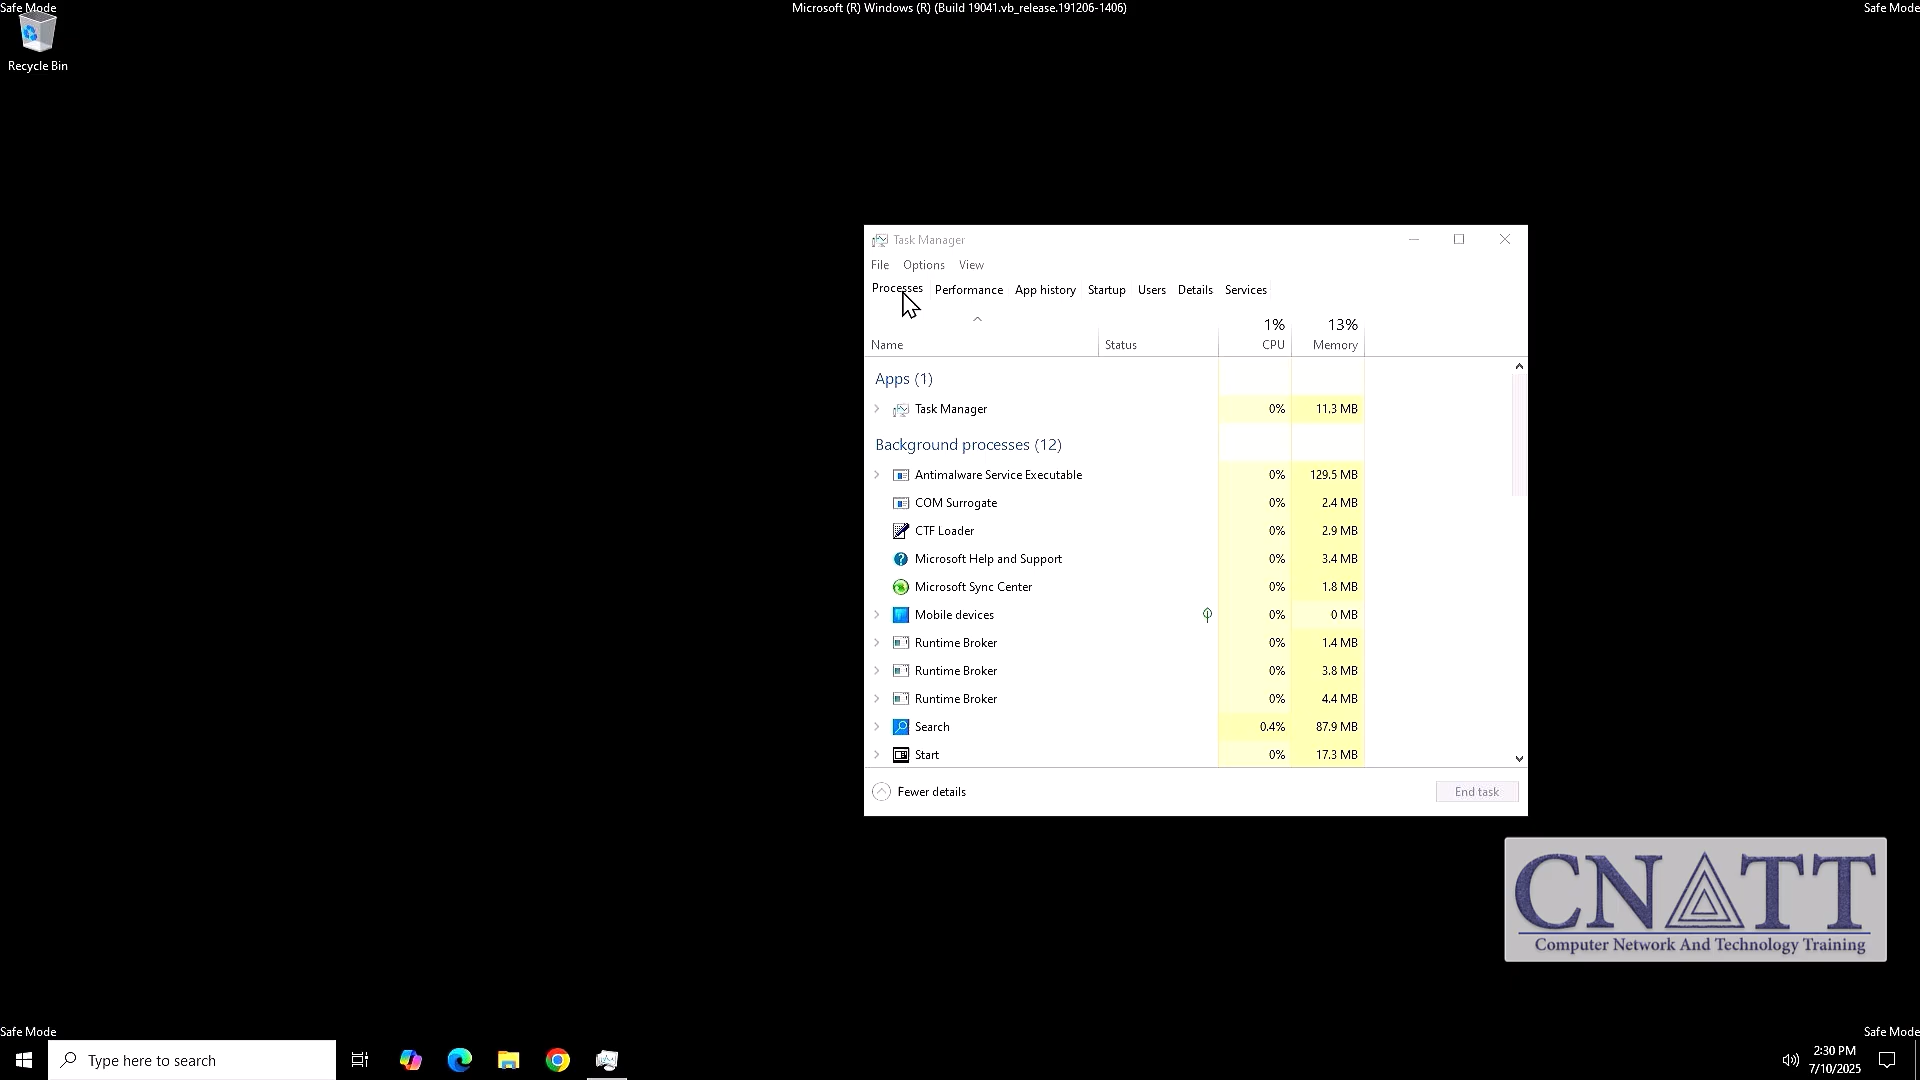 Safe Mode
Microsoft (R) Windows (R) (Build 19041.vb_release.191206-1406)
Safe Mode
Recycle Bin
Task Manager
File Options View
Processes Performance App history Startup Users Details Services
1% 13%
Name Status CPU Memory
Apps (1)
Task Manager 0% 11.3 MB
Background processes (12)
Antimalware Service Executable 0% 129.5 MB
COM Surrogate 0% 2.4 MB
CTF Loader 0% 2.9 MB
Microsoft Help and Support 0% 3.4 MB
Microsoft Sync Center 0% 1.8 MB
Mobile devices 0% 0 MB
Runtime Broker 0% 1.4 MB
Runtime Broker 0% 3.8 MB
Runtime Broker 0% 4.4 MB
Search 0.4% 87.9 MB
Start 0% 17.3 MB
Fewer details End task
CNATT
Computer Network And Technology Training
Safe Mode
Safe Mode
Type here to search
2:30 PM
7/10/2025